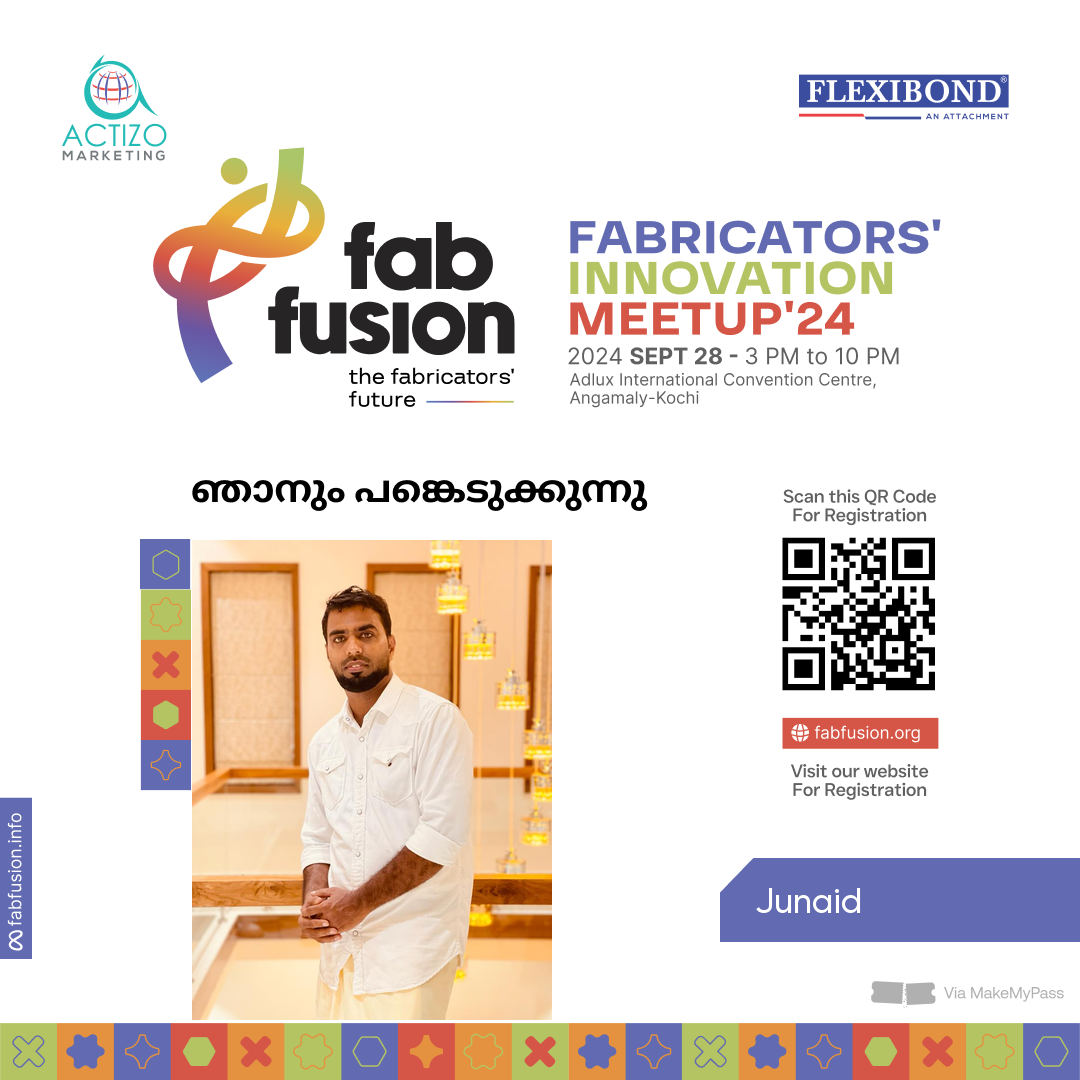 ACTIZO
MARKETING
FLEXIBOND®
AN ATTACHMENT
fab
fusion
the fabricators'
future
FABRICATORS'
INNOVATION
MEETUP'24
2024 SEPT 28 - 3 PM to 10 PM
Adlux International Convention Centre,
Angamaly-Kochi
ഞാനും പങ്കെടുക്കുന്നു
Scan this QR Code
For Registration
fabfusion.org
Visit our website
For Registration
fabfusion.info
Junaid
Via MakeMyPass